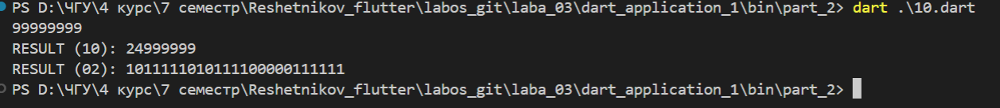 PS D:\ЧГУ\4 курс\7 семестр\Reshetnikov_flutter\labos_git\laba_03\dart_application_1\bin\part_2> dart .\10.dart
99999999
RESULT (10): 24999999
RESULT (02): 1011111010111100000111111
PS D:\ЧГУ\4 курс\7 семестр\Reshetnikov_flutter\labos_git\laba_03\dart_application_1\bin\part_2>